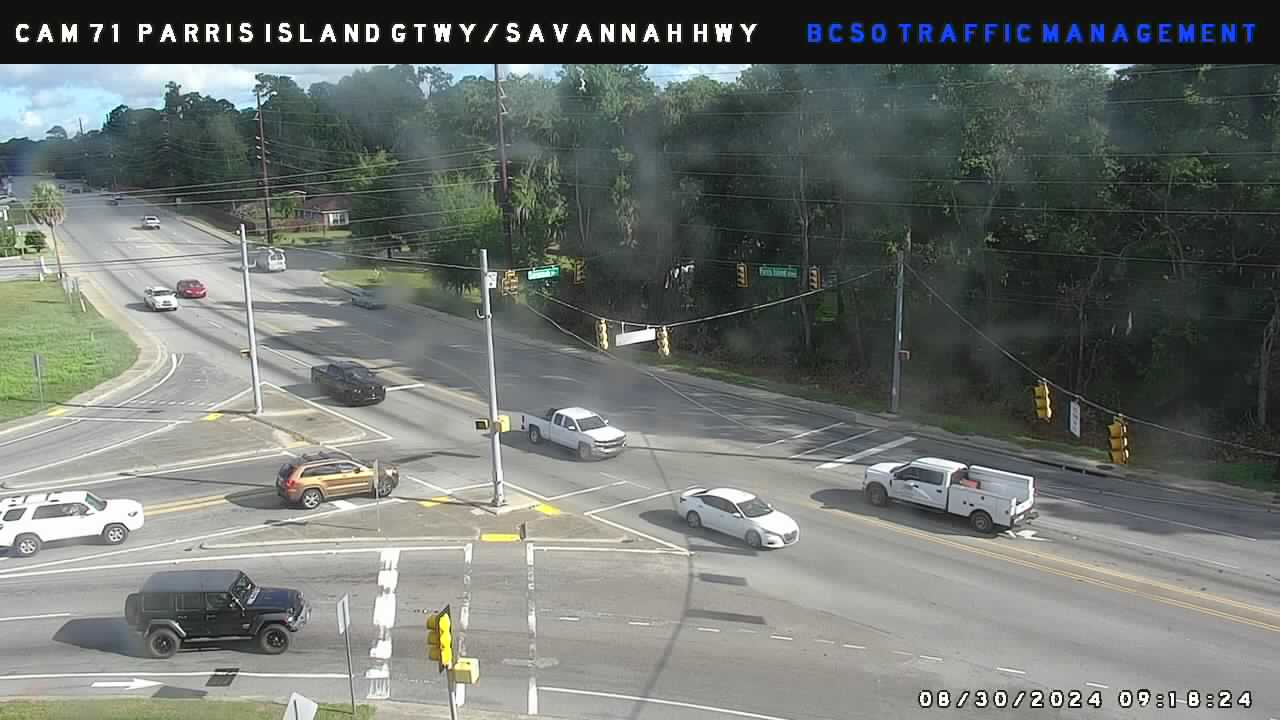 CAM 71 PARRIS ISLAND GTWY/SAVANNAH HWY
BCSO TRAFFIC MANAGEMENT
08/30/2024 09:18:24